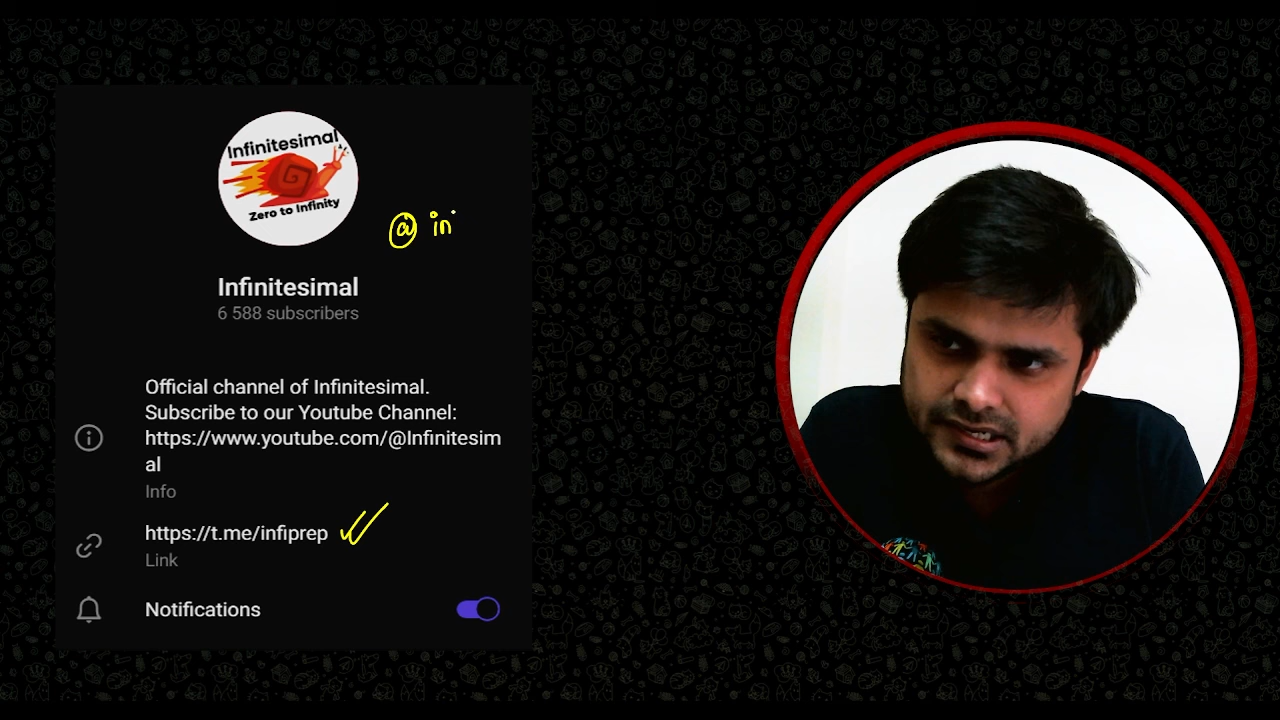 Infinitesimal
Zero to Infinity
@ in
Infinitesimal
6 588 subscribers
Official channel of Infinitesimal.
Subscribe to our Youtube Channel:
https://www.youtube.com/@Infinitesim
al
Info
https://t.me/infiprep
Link
Notifications